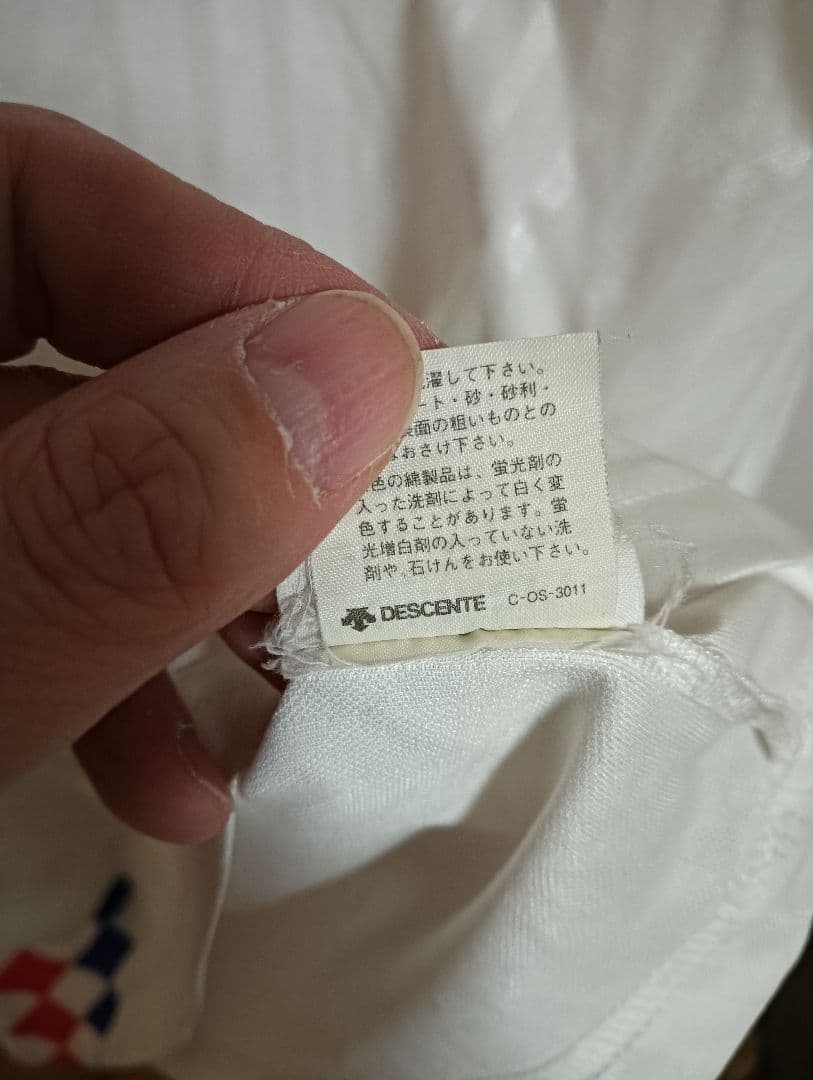 濯して下さい。
ート・砂・砂利・
表面の粗いものとの
おさけ下さい。
色の綿製品は、蛍光剤の
入った洗剤によって白く変
色することがあります。蛍
光増白剤の入っていない洗
剤や、石けんをお使い下さい。
DESCENTE C-OS-3011